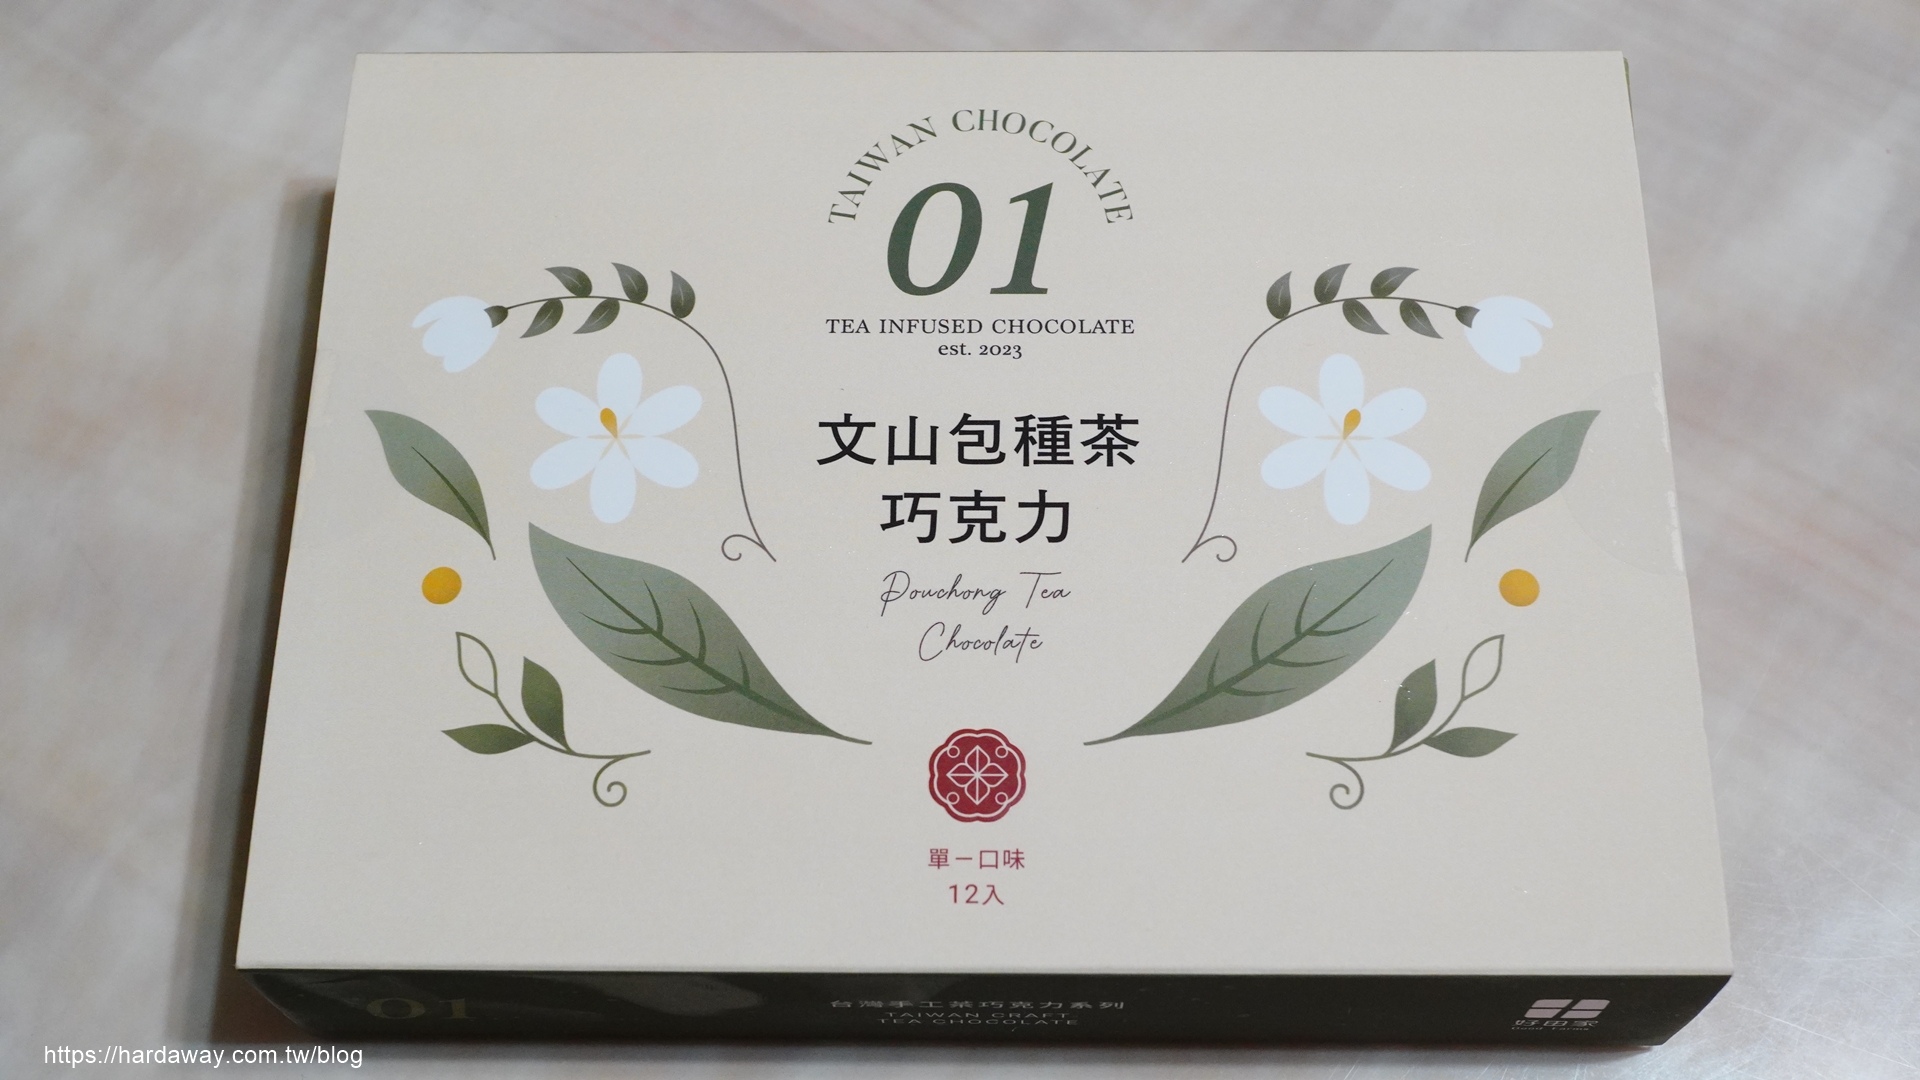 TAIWAN CHOCOLATE
01
TEA INFUSED CHOCOLATE
est. 2023
文山包種茶
巧克力
Pouchong Tea
Chocolate
單一口味
12入
01
台灣手工茶巧克力系列
TAIWAN CRAFT
TEA CHOCOLATE
好田家
https://hardaway.com.tw/blog